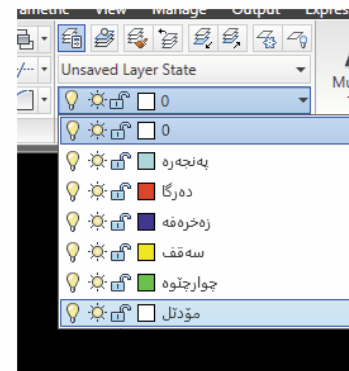 ametric View Manage Output Expres
Unsaved Layer State
Mu
0
0
پەنجەرە
دەرگا
زەخرەفە
سەقف
چوارچێوە
مۆدێل